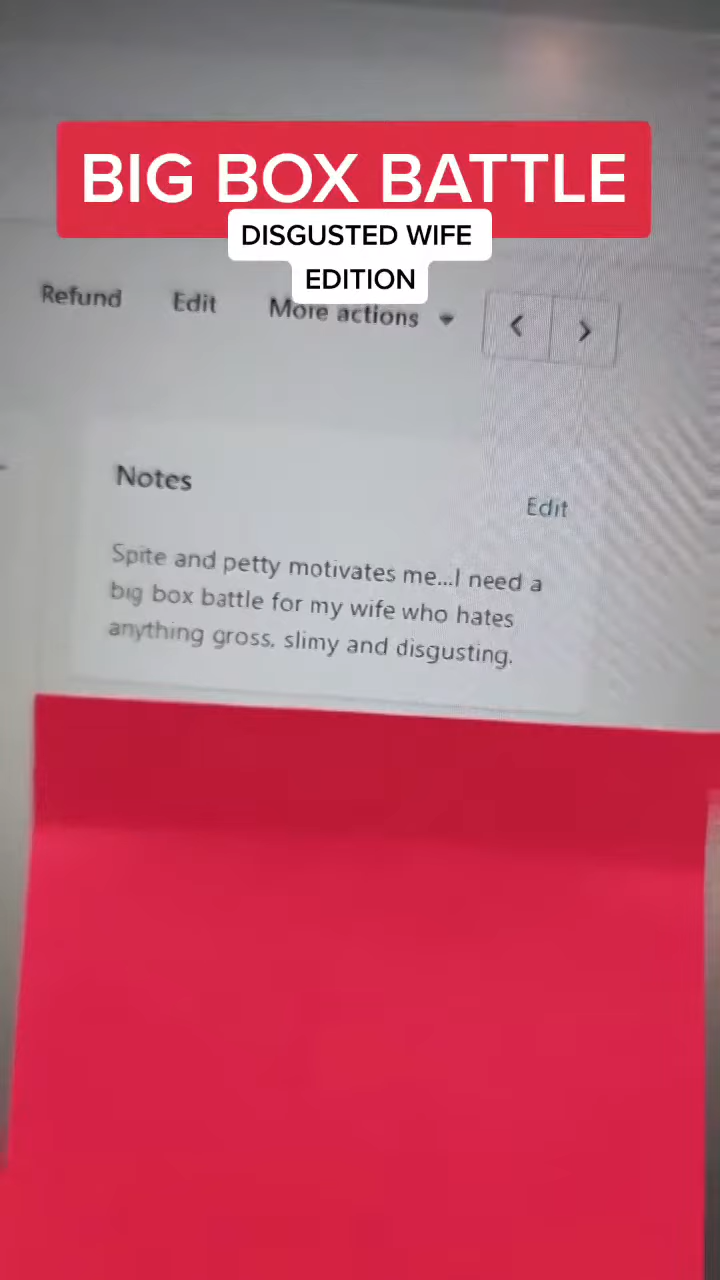 BIG BOX BATTLE
DISGUSTED WIFE
EDITION
Refund Edit More actions
Notes
Edit
Spite and petty motivates me...I need a
big box battle for my wife who hates
anything gross, slimy and disgusting.